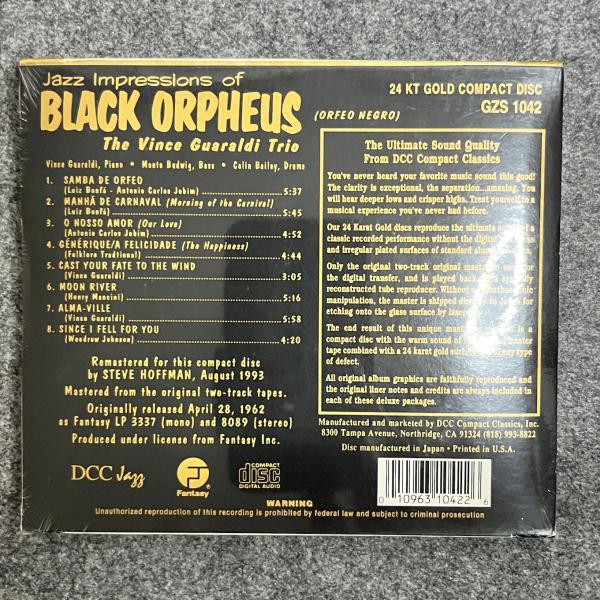 Jazz Impressions of
BLACK ORPHEUS
(ORFEO NEGRO)
The Vince Guaraldi Trio
Vince Guaraldi, Piano • Monte Budwig, Bass • Colin Bailey, Drums
1. SAMBA DE ORFEO
(Luiz Bonfá - Antonio Carlos Jobim) 5:37
2. MANHÃ DE CARNAVAL (Morning of the Carnival)
(Luiz Bonfá) 5:45
3. O NOSSO AMOR (Our Love)
(Antonio Carlos Jobim) 4:52
4. GÉNÉRIQUE/A FELICIDADE (The Happiness)
(Folklore Tradtional) 4:44
5. CAST YOUR FATE TO THE WIND
(Vince Guaraldi) 3:05
6. MOON RIVER
(Henry Mancini) 5:16
7. ALMA-VILLE
(Vince Guaraldi) 5:58
8. SINCE I FELL FOR YOU
(Woodrow Johnson) 4:20
Remastered for this compact disc
by STEVE HOFFMAN, August 1993
Mastered from the original two-track tapes.
Originally released April 28, 1962
as Fantasy LP 3337 (mono) and 8089 (stereo)
Produced under license from Fantasy Inc.
DCC Jazz
Fantasy
COMPACT
disc
DIGITAL AUDIO
24 KT GOLD COMPACT DISC
GZS 1042
The Ultimate Sound Quality
From DCC Compact Classics
You've never heard your favorite music sound this good!
The clarity is exceptional, the separation...amazing. You
will hear deeper lows and crisper highs. Treat yourself to a
musical experience you've never had before.
Our 24 Karat Gold discs reproduce the ultimate
classic recorded performance without the digital
and irregular plated surfaces of standard
Only the original two-track original
the digital transfer, and is played back
reconstructed tube reproducer. Without
manipulation, the master is shipped
etching onto the glass surface by laser
The end result of this unique is a
compact disc with the warm sound of master
tape combined with a 24 karat gold any type
of defect.
All original album graphics are faithfully reproduced and
the original liner notes and credits are always included in
each of these deluxe packages.
Manufactured and marketed by DCC Compact Classics, Inc.
8300 Tampa Avenue, Northridge, CA 91324 (818) 993-8822
Disc manufactured in Japan • Printed in U.S.A.
0 10963 10422 6
WARNING
Unauthorized reproduction of this recording is prohibited by federal law and subject to criminal prosecution